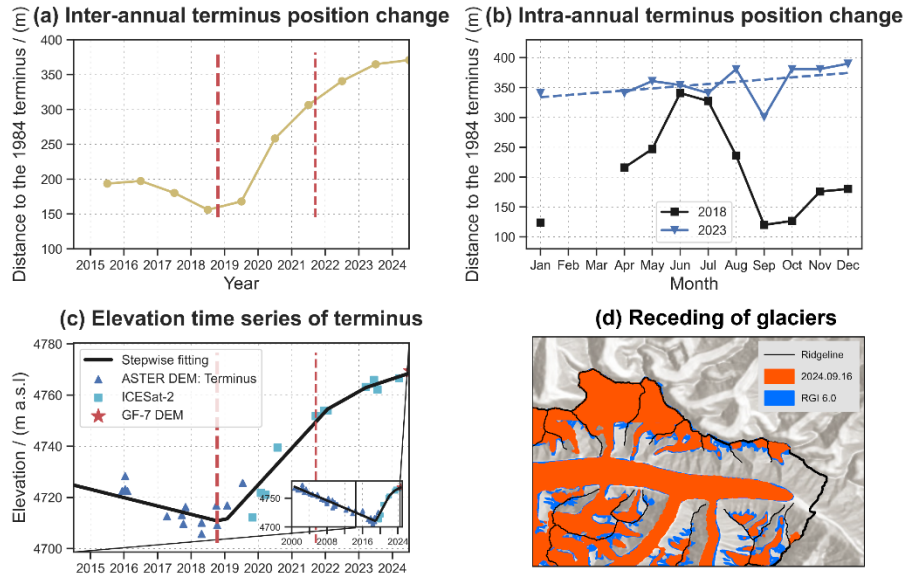 (a) Inter-annual terminus position change
Distance to the 1984 terminus / (m)
400
350
300
250
200
150
100
2015 2016 2017 2018 2019 2020 2021 2022 2023 2024
Year
(b) Intra-annual terminus position change
Distance to the 1984 terminus / (m)
400
350
300
250
200
150
100
2018
2023
Jan Feb Mar Apr May Jun Jul Aug Sep Oct Nov Dec
Month
(c) Elevation time series of terminus
Elevation / (m a.s.l)
4780
4760
4740
4720
4700
Stepwise fitting
ASTER DEM: Terminus
ICESat-2
GF-7 DEM
4750
4700
2000 2008 2016 2024
2015 2016 2017 2018 2019 2020 2021 2022 2023 2024
(d) Receding of glaciers
Ridgeline
2024.09.16
RGI 6.0